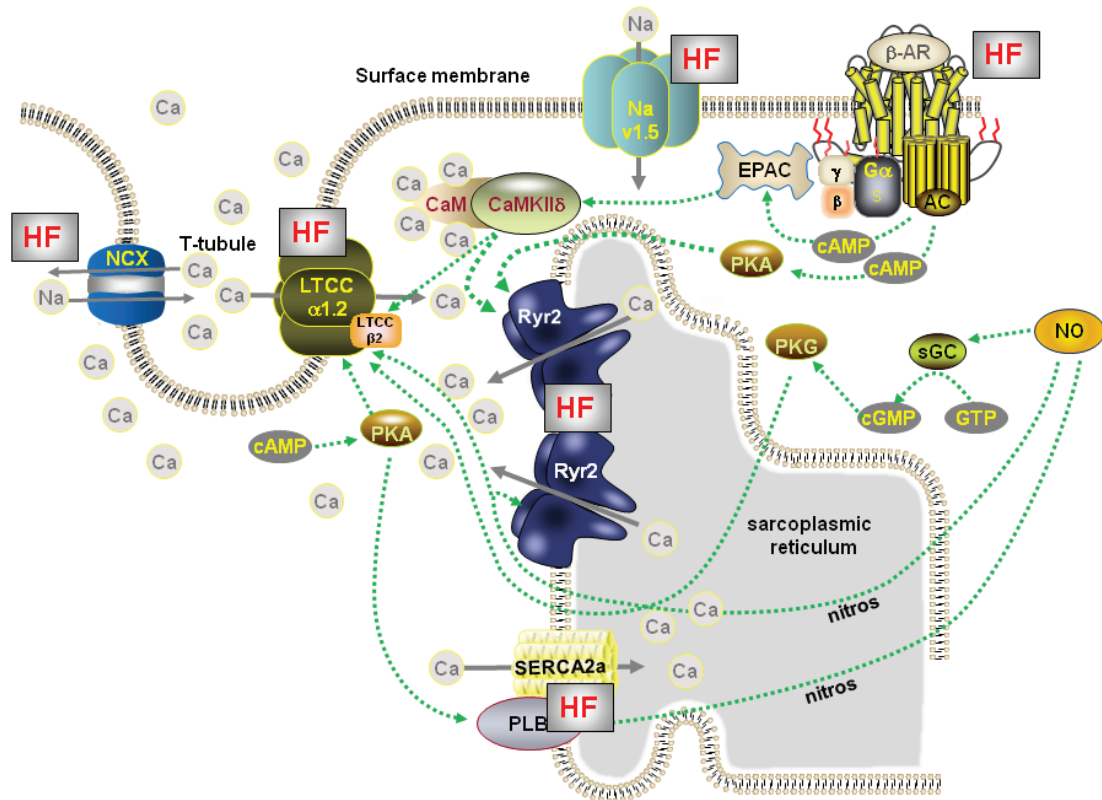 Ca
Na
HF
β-AR
HF
Surface membrane
Ca
Na
v1.5
Ca
EPAC
γ
Gα
s
β
AC
Ca
Ca
Ca
CaM
CaMKIIδ
Ca
Ca
Ca
HF
T-tubule
HF
cAMP
PKA
cAMP
NCX
Ca
Na
Ca
LTCC
α1.2
Ca
LTCC
β2
Ryr2
Ca
Ca
PKG
sGC
NO
Ca
Ca
HF
cGMP
GTP
Ca
Ca
cAMP
PKA
Ca
Ca
Ryr2
Ca
Ca
sarcoplasmic
reticulum
Ca
Ca
nitros
Ca
SERCA2a
Ca
nitros
PLB
HF